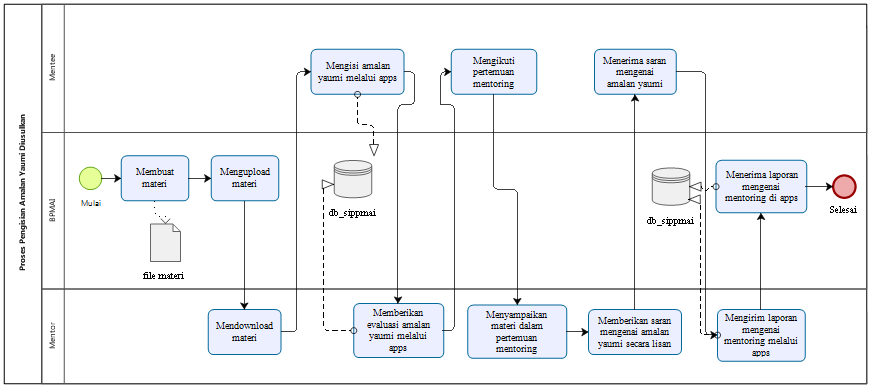 Proses Pengisian Amalan Yaumi Diusulkan
Mentee
Mengisi amalan
yaumi melalui apps
Mengikuti
pertemuan
mentoring
Menerima saran
mengenai
amalan yaumi
BPMAI
Mulai
Membuat
materi
Mengupload
materi
file materi
db_sippmai
db_sippmai
Menerima laporan
mengenai
mentoring di apps
Selesai
Mentor
Mendownload
materi
Memberikan
evaluasi amalan
yaumi melalui
apps
Menyampaikan
materi dalam
pertemuan
mentoring
Memberikan saran
mengenai amalan
yaumi secara lisan
Mengirim laporan
mengenai
mentoring melalui
apps